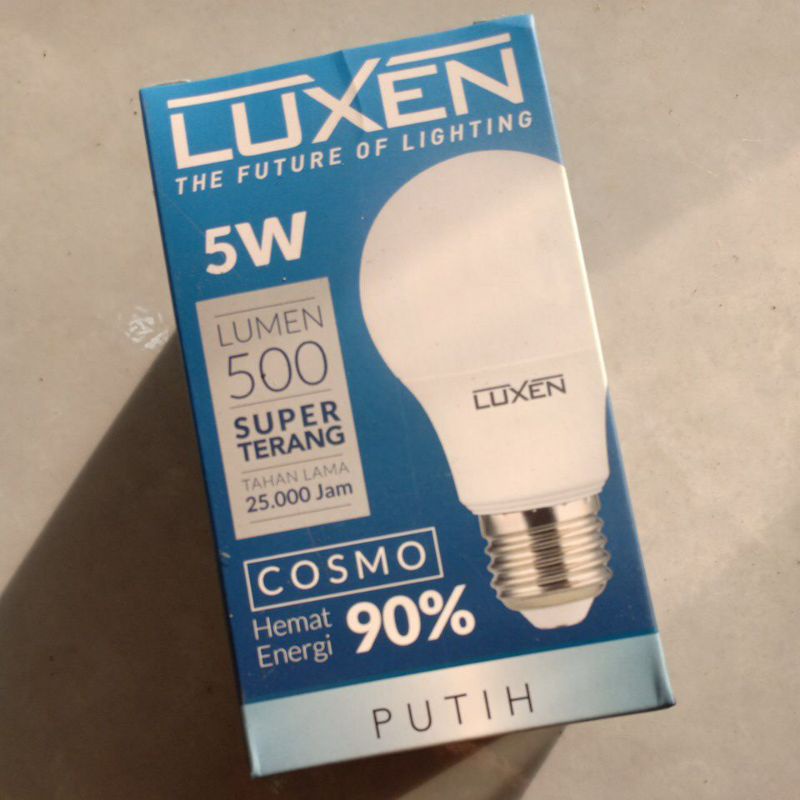 LUXEN
THE FUTURE OF LIGHTING
5W
LUMEN
500
SUPER
TERANG
TAHAN LAMA
25.000 Jam
LUXEN
COSMO
Hemat
Energi
90%
PUTIH